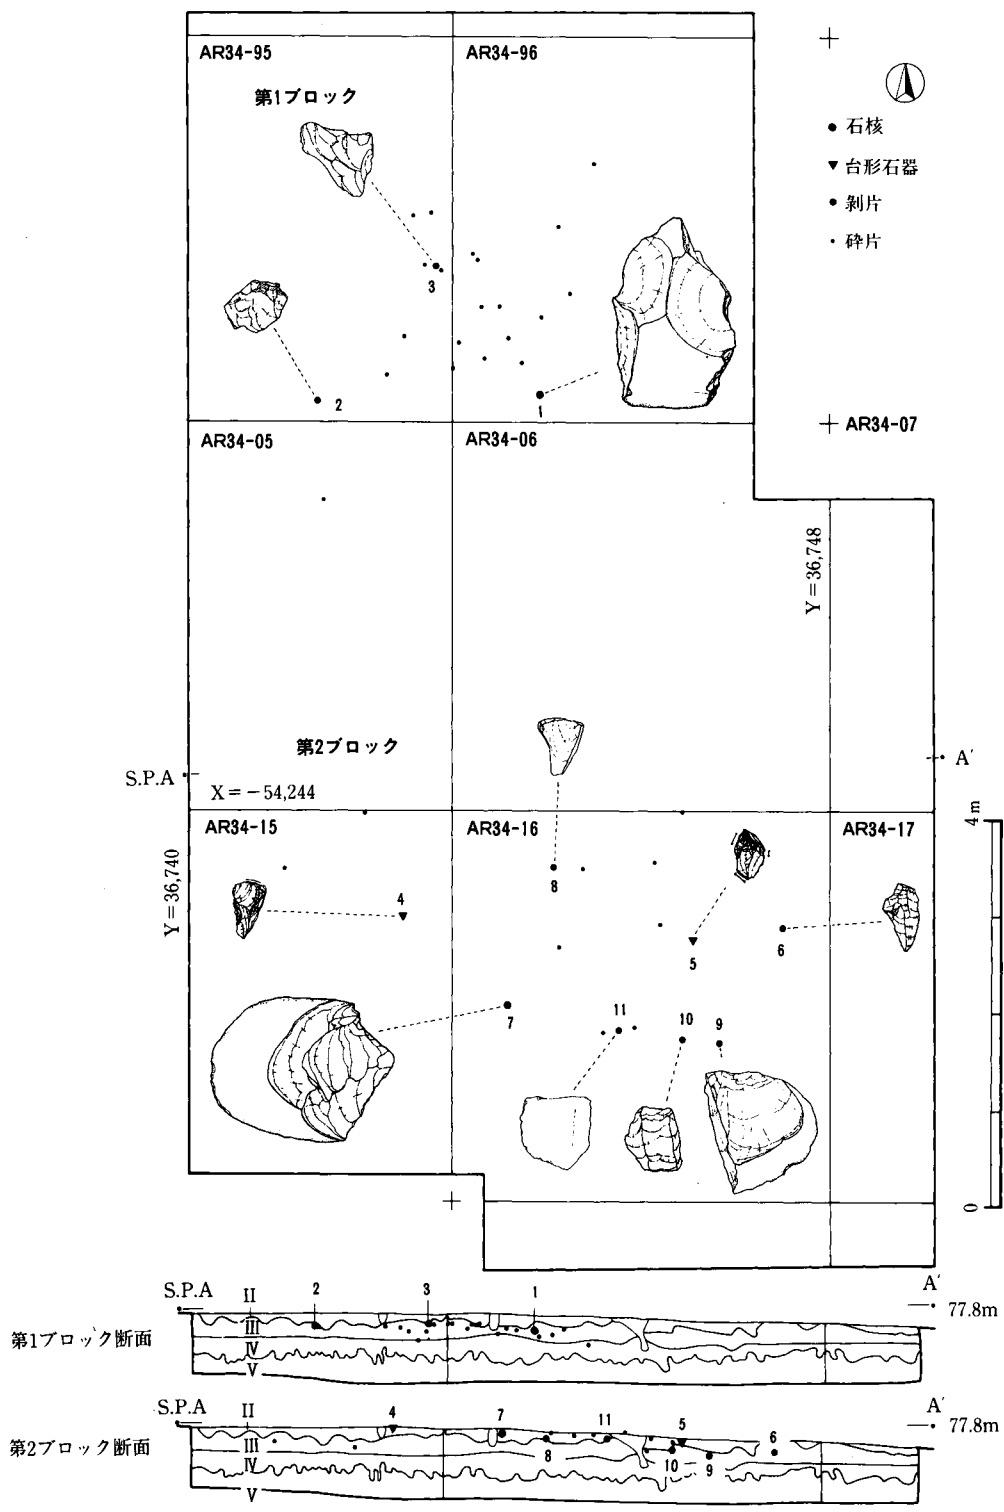 AR34-95
AR34-96
第1ブロック
● 石核
▼ 台形石器
● 剝片
・ 砕片
3
2
1
AR34-05
AR34-06
AR34-07
Y=36,748
第2ブロック
S.P.A
A′
X=-54,244
AR34-15
AR34-16
AR34-17
4m
Y=36,740
4
8
5
6
7
11
10
9
0
S.P.A
II
2
3
1
A′
77.8m
第1ブロック断面
III
IV
V
S.P.A
II
4
7
11
5
6
A′
77.8m
第2ブロック断面
III
8
10
9
IV
V